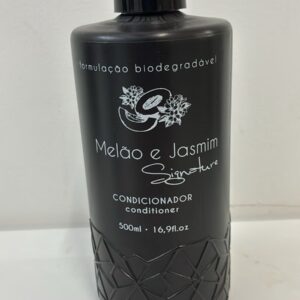 formulação biodegradável
Melão e Jasmim
Signature
CONDICIONADOR
conditioner
500ml • 16,9fl.oz